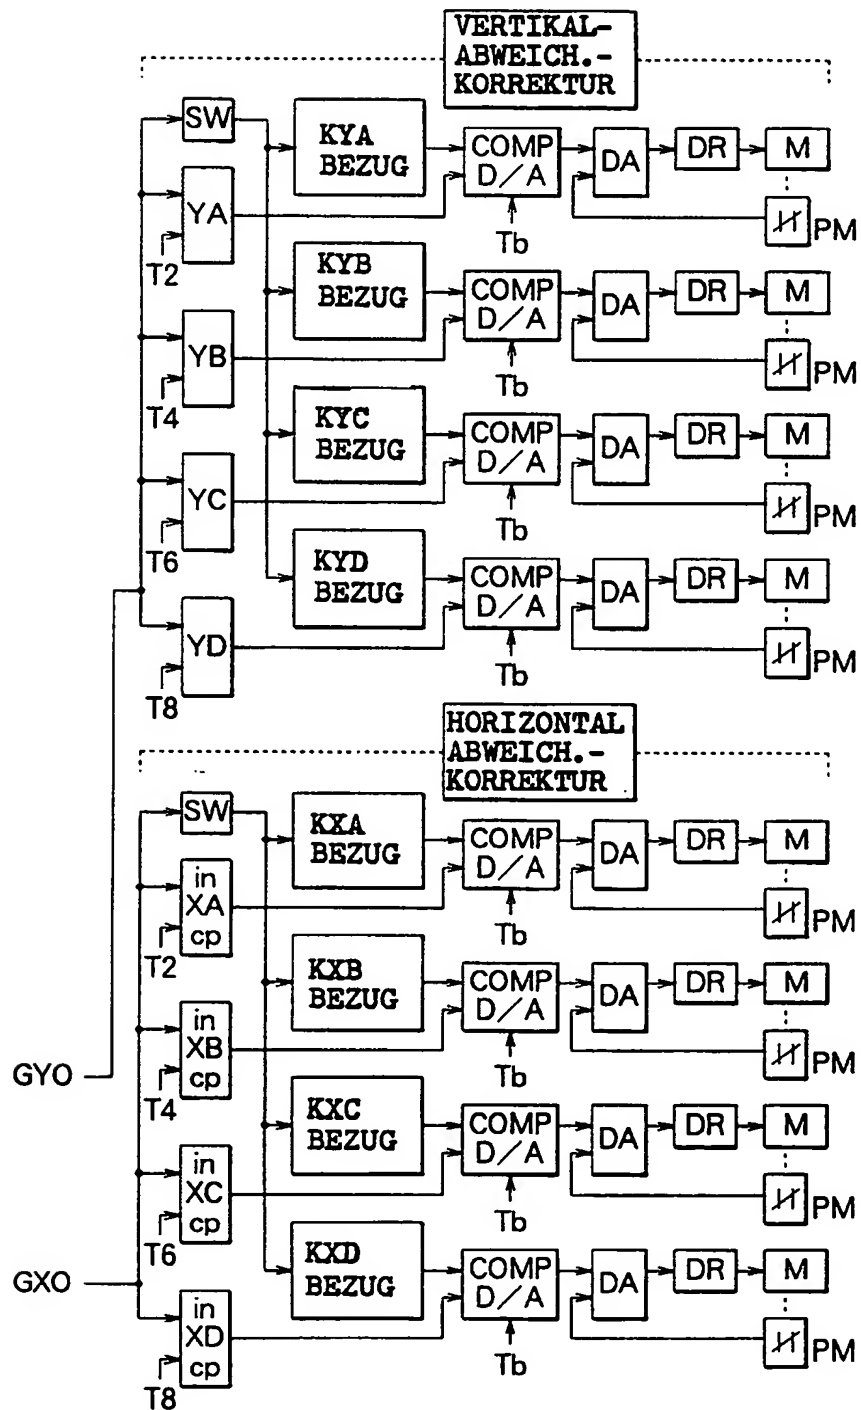 VERTIKAL-
ABWEICH.-
KORREKTUR
SW
KYA
BEZUG
COMP
D/A
DA
DR
M
YA
T2
Tb
PM
KYB
BEZUG
COMP
D/A
DA
DR
M
YB
T4
Tb
PM
KYC
BEZUG
COMP
D/A
DA
DR
M
YC
T6
Tb
PM
KYD
BEZUG
COMP
D/A
DA
DR
M
YD
T8
Tb
PM
HORIZONTAL
ABWEICH.-
KORREKTUR
SW
KXA
BEZUG
COMP
D/A
DA
DR
M
in
XA
cp
T2
Tb
PM
KXB
BEZUG
COMP
D/A
DA
DR
M
in
XB
cp
GYO
T4
Tb
PM
KXC
BEZUG
COMP
D/A
DA
DR
M
in
XC
cp
T6
Tb
PM
GXO
KXD
BEZUG
COMP
D/A
DA
DR
M
in
XD
cp
T8
Tb
PM